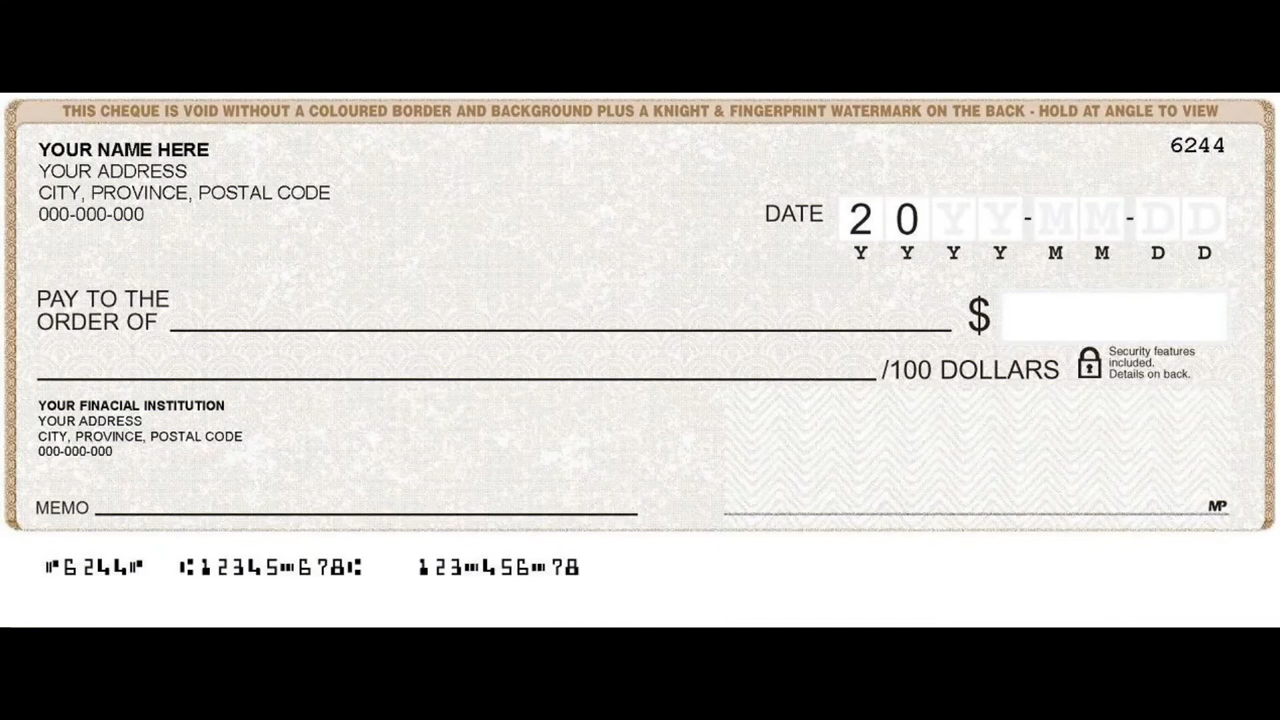 THIS CHEQUE IS VOID WITHOUT A COLOURED BORDER AND BACKGROUND PLUS A KNIGHT & FINGERPRINT WATERMARK ON THE BACK - HOLD AT ANGLE TO VIEW
YOUR NAME HERE
6244
YOUR ADDRESS
CITY, PROVINCE, POSTAL CODE
000-000-000
DATE 20YY-MM-DD
Y Y Y Y M M D D
PAY TO THE
ORDER OF $
/100 DOLLARS
Security features
included.
Details on back.
YOUR FINACIAL INSTITUTION
YOUR ADDRESS
CITY, PROVINCE, POSTAL CODE
000-000-000
MEMO
MP
⑈6244⑈ ⑆12345⑉678⑆ 123⑉456⑉78